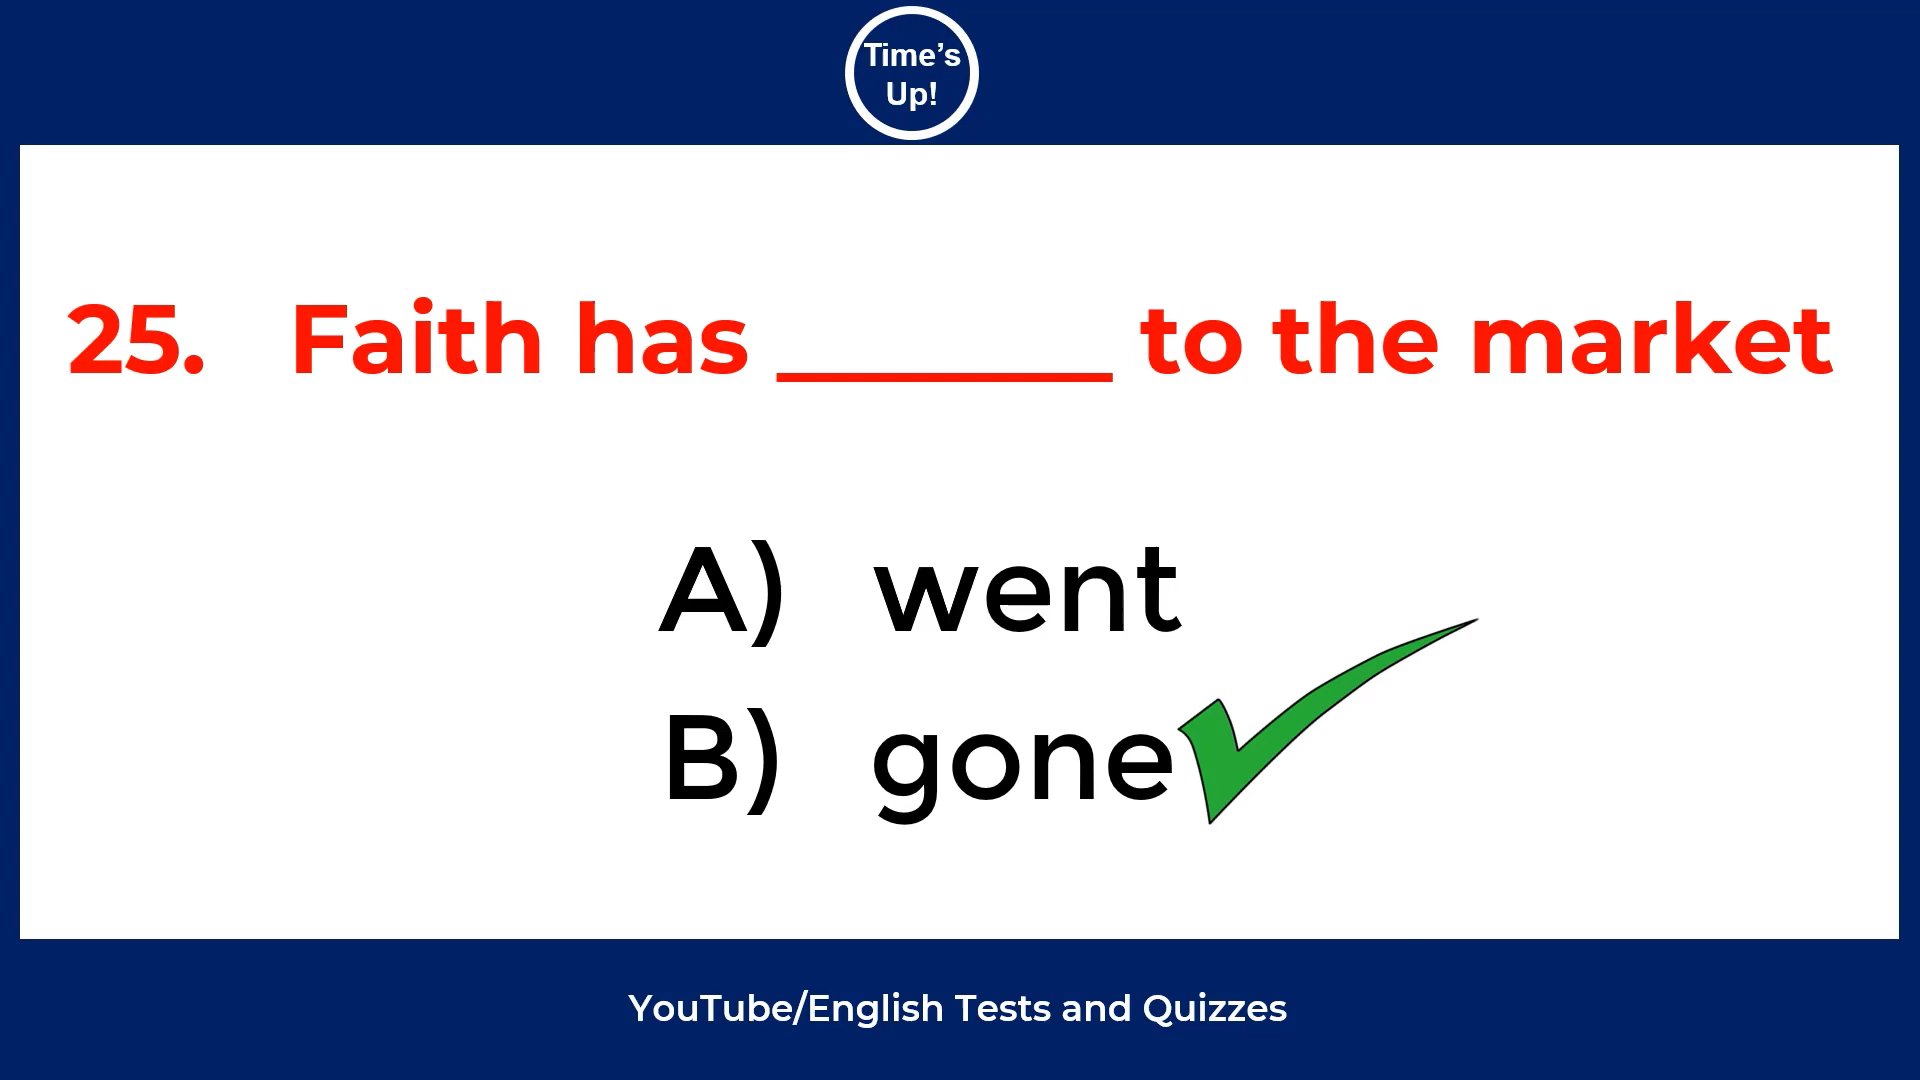 Time’s
Up!
25. Faith has ______ to the market
A) went
B) gone
YouTube/English Tests and Quizzes